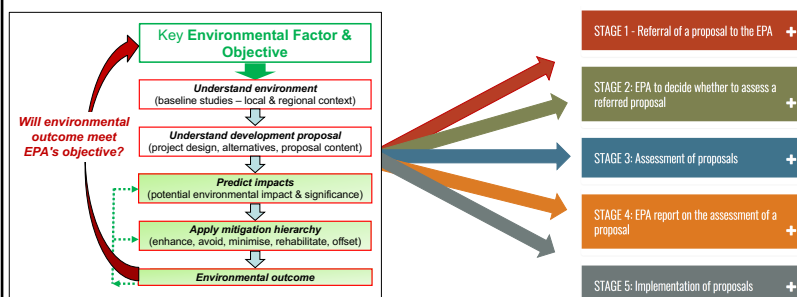 Key Environmental Factor &
Objective
Understand environment
(baseline studies – local & regional context)
Will environmental
outcome meet
EPA's objective?
Understand development proposal
(project design, alternatives, proposal content)
Predict impacts
(potential environmental impact & significance)
Apply mitigation hierarchy
(enhance, avoid, minimise, rehabilitate, offset)
Environmental outcome
STAGE 1 - Referral of a proposal to the EPA +
STAGE 2: EPA to decide whether to assess a
referred proposal +
STAGE 3: Assessment of proposals +
STAGE 4: EPA report on the assessment of a
proposal +
STAGE 5: Implementation of proposals +